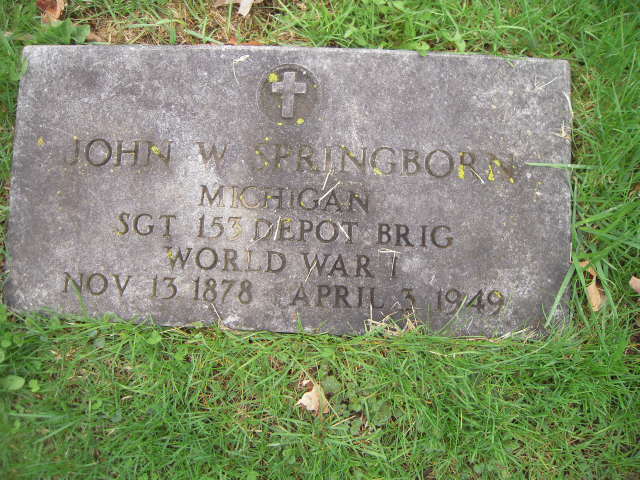 JOHN W SPRINGBORN
MICHIGAN
SGT 153 DEPOT BRIG
WORLD WAR I
NOV 13 1878 APRIL 3 1949